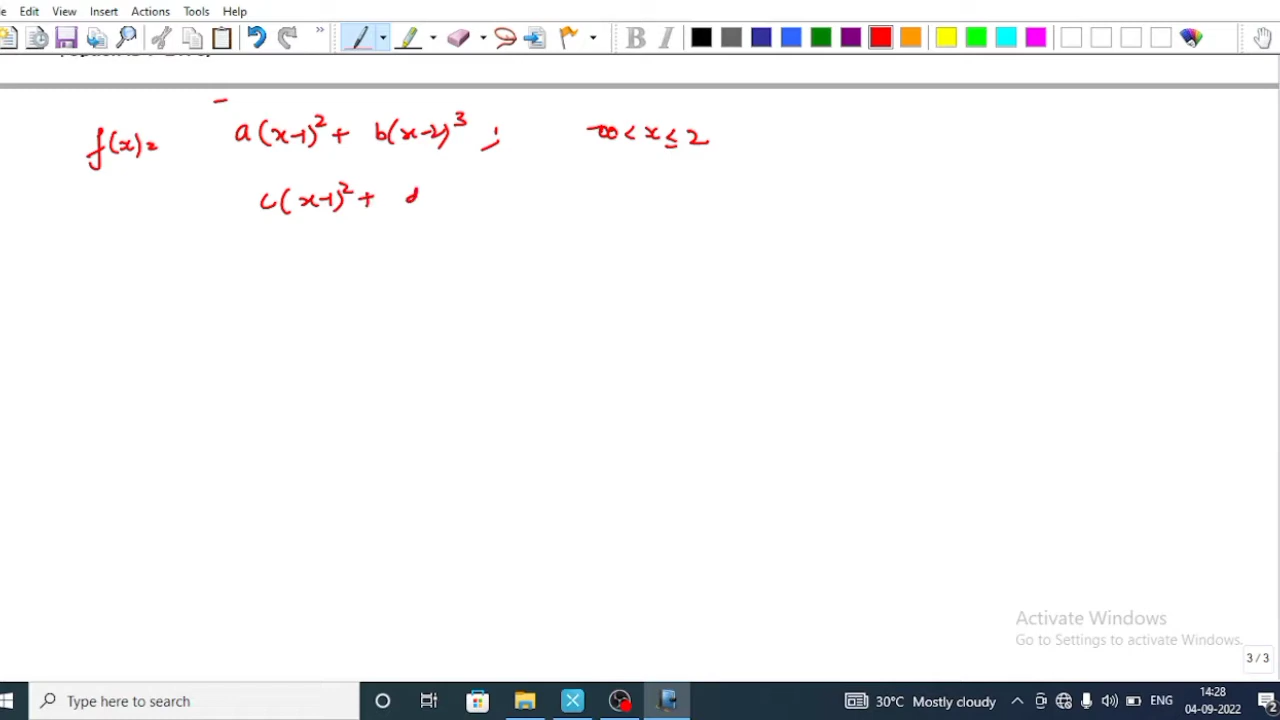 Edit View Insert Actions Tools Help
B I
f(x)= a(x-1)² + b(x-2)³ ; -∞ < x ≤ 2
c(x-1)² + d
Activate Windows
Go to Settings to activate Windows.
3 / 3
Type here to search
30°C Mostly cloudy ENG
14:28
04-09-2022
2